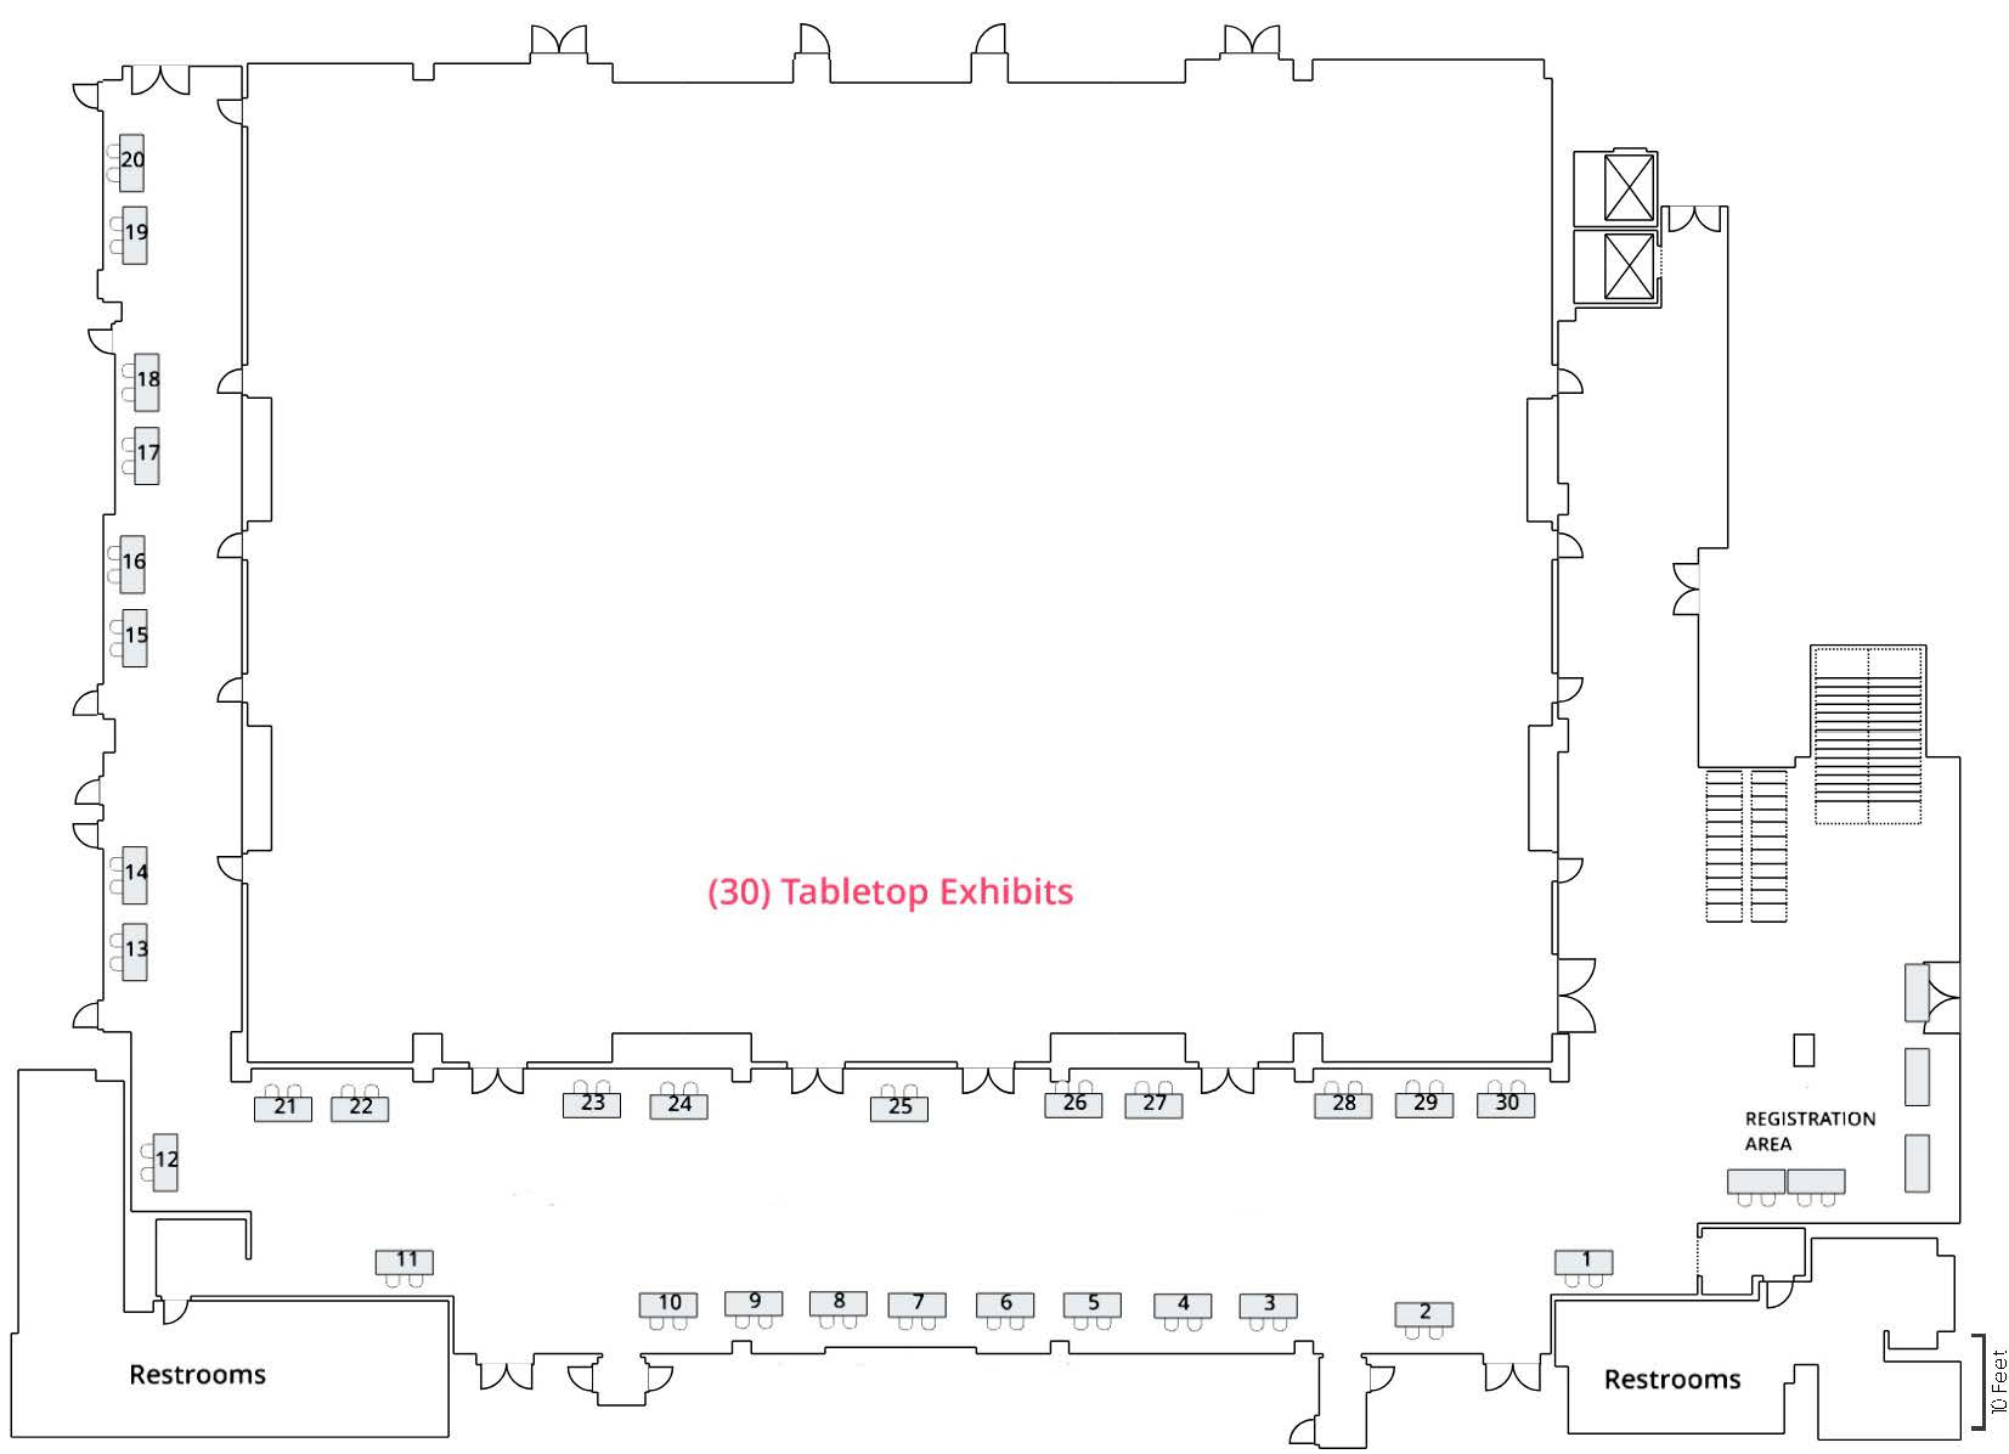 20
19
18
17
16
15
14
13
(30) Tabletop Exhibits
21 22 23 24 25 26 27 28 29 30
REGISTRATION
AREA
12
11
1
10 9 8 7 6 5 4 3 2
Restrooms
Restrooms
10 Feet